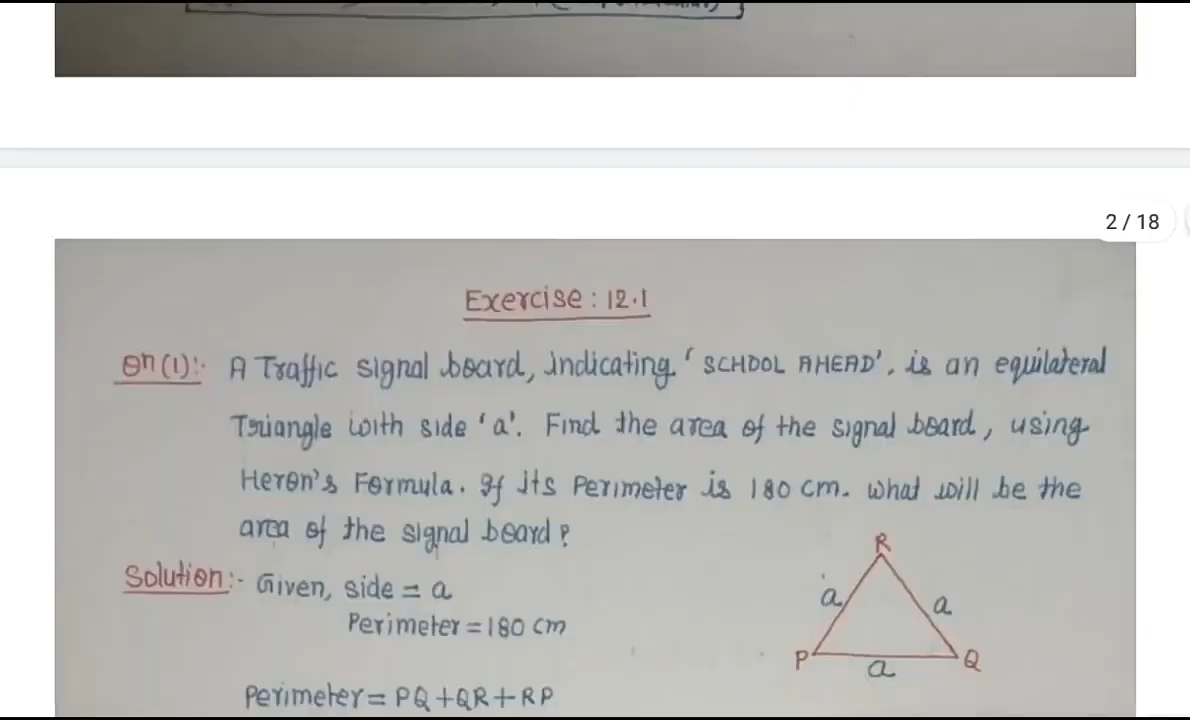 2 / 18
Exercise : 12.1
Qn (1):- A Traffic signal board, indicating 'SCHOOL AHEAD', is an equilateral
Triangle with side 'a'. Find the area of the signal board, using
Heron's Formula. If its Perimeter is 180 cm. what will be the
area of the signal board?
Solution:- Given, side = a
Perimeter = 180 cm
Perimeter = PQ + QR + RP
R
a
a
P
a
Q